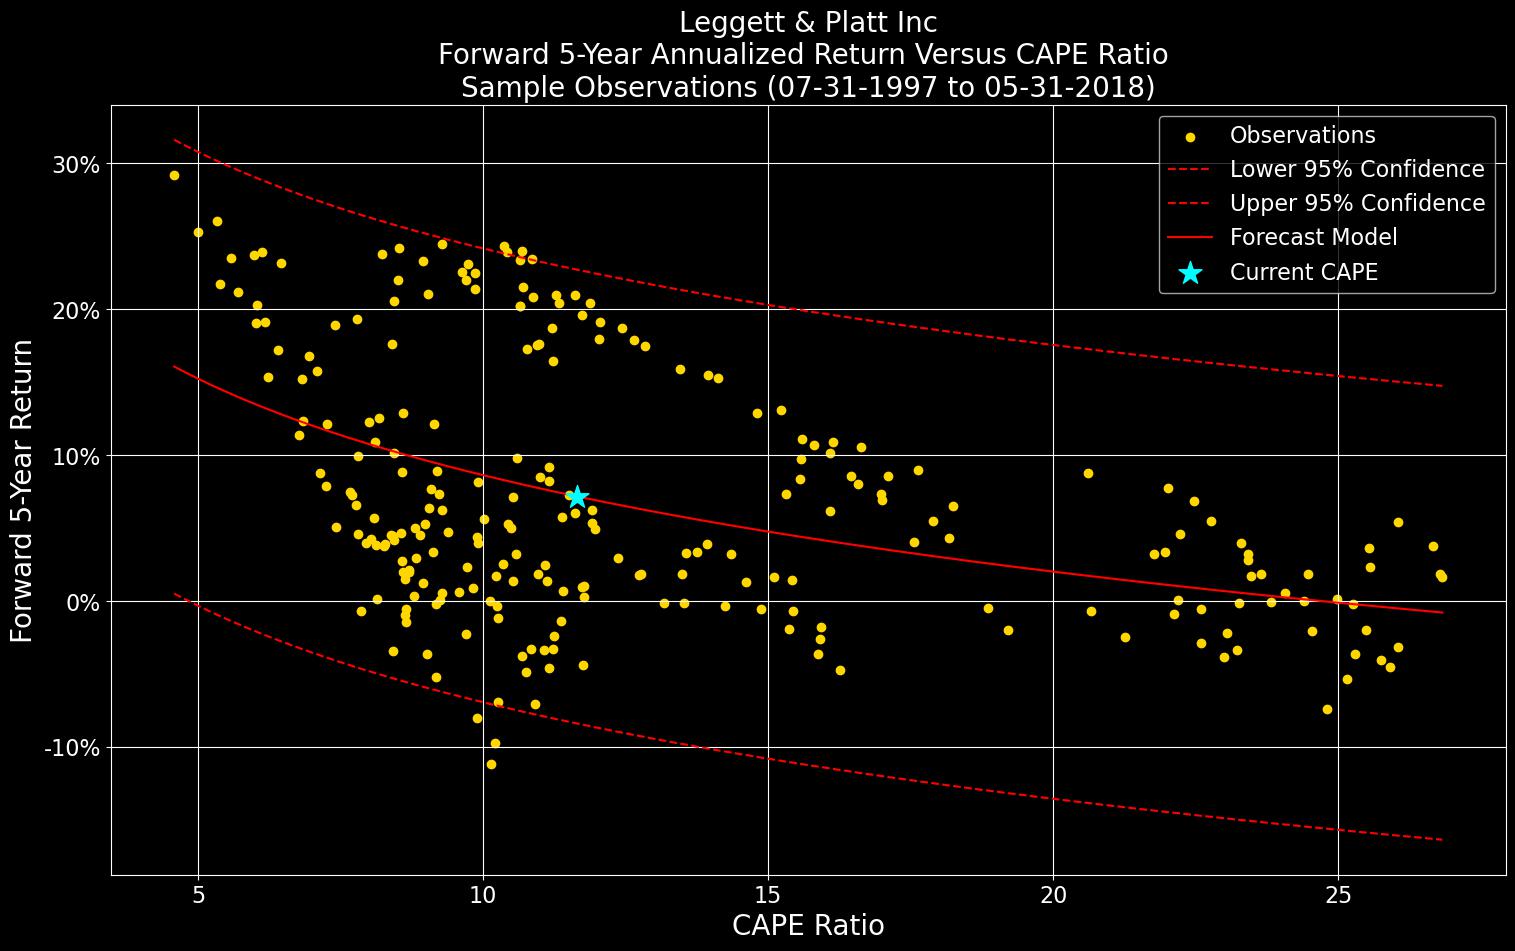 Leggett & Platt Inc
Forward 5-Year Annualized Return Versus CAPE Ratio
Sample Observations (07-31-1997 to 05-31-2018)
Observations
Lower 95% Confidence
Upper 95% Confidence
Forecast Model
Current CAPE
Forward 5-Year Return
30%
20%
10%
0%
-10%
5 10 15 20 25
CAPE Ratio